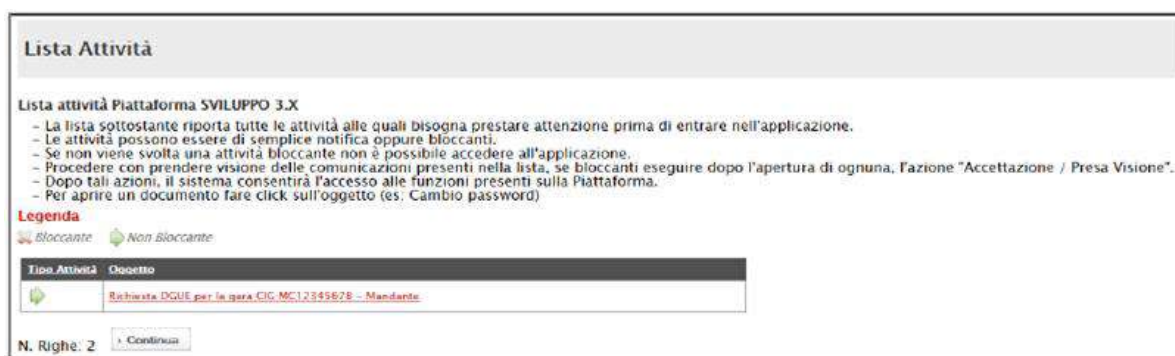 Lista Attività
Lista attività Piattaforma SVILUPPO 3.X
- La lista sottostante riporta tutte le attività alle quali bisogna prestare attenzione prima di entrare nell'applicazione.
- Le attività possono essere di semplice notifica oppure bloccanti.
- Se non viene svolta una attività bloccante non è possibile accedere all'applicazione.
- Procedere con prendere visione delle comunicazioni presenti nella lista, se bloccanti eseguire dopo l'apertura di ognuna, l'azione "Accettazione / Presa Visione".
- Dopo tali azioni, il sistema consentirà l'accesso alle funzioni presenti sulla Piattaforma.
- Per aprire un documento fare click sull'oggetto (es: Cambio password)
Legenda
Bloccante Non Bloccante
Tipo Attività Oggetto
Richiesta DGUE per la gara CIG MC12345678 - Mandante
N. Righe: 2 › Continua